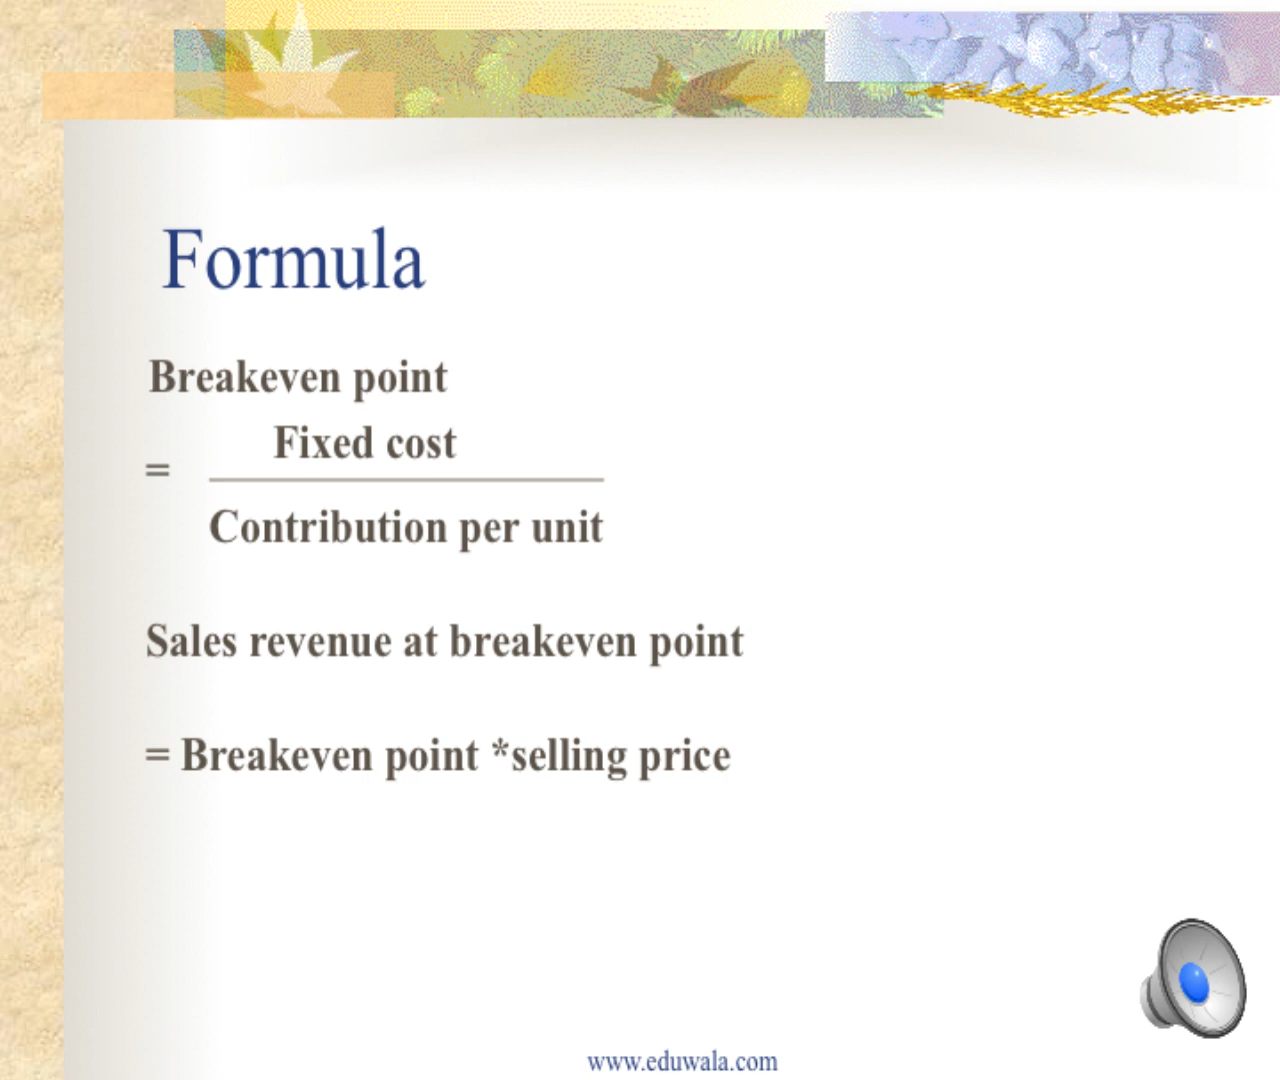 Formula
Breakeven point
Fixed cost
=
Contribution per unit
Sales revenue at breakeven point
= Breakeven point *selling price
www.eduwala.com